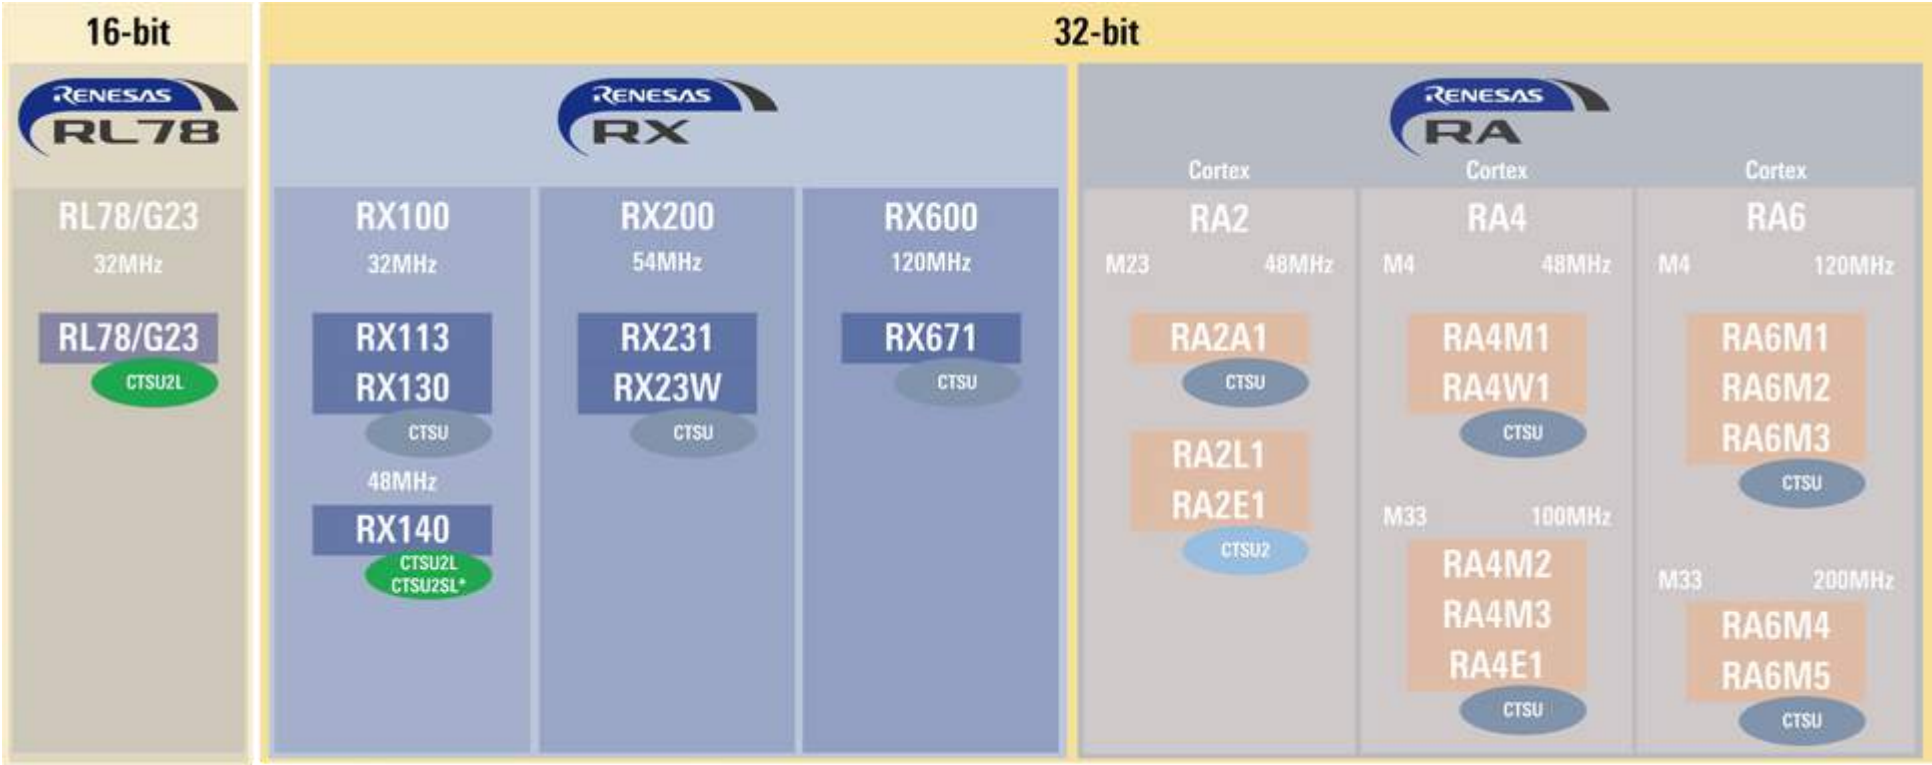 16-bit
32-bit
RENESAS
RL78
RENESAS
RX
RENESAS
RA
RL78/G23
32MHz
RL78/G23
CTSU2L
RX100
32MHz
RX113
RX130
CTSU
48MHz
RX140
CTSU2L
CTSU2SL*
RX200
54MHz
RX231
RX23W
CTSU
RX600
120MHz
RX671
CTSU
Cortex
RA2
M23 48MHz
RA2A1
CTSU
RA2L1
RA2E1
CTSU2
Cortex
RA4
M4 48MHz
RA4M1
RA4W1
CTSU
M33 100MHz
RA4M2
RA4M3
RA4E1
CTSU
Cortex
RA6
M4 120MHz
RA6M1
RA6M2
RA6M3
CTSU
M33 200MHz
RA6M4
RA6M5
CTSU